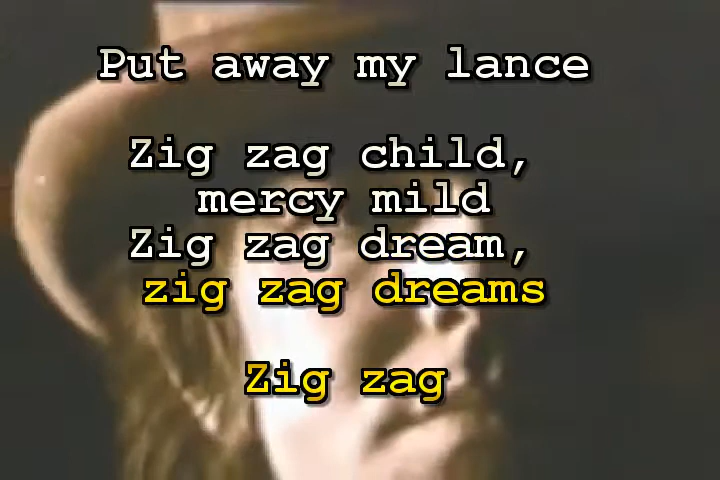 Put away my lance
Zig zag child,
mercy mild
Zig zag dream,
zig zag dreams
Zig zag